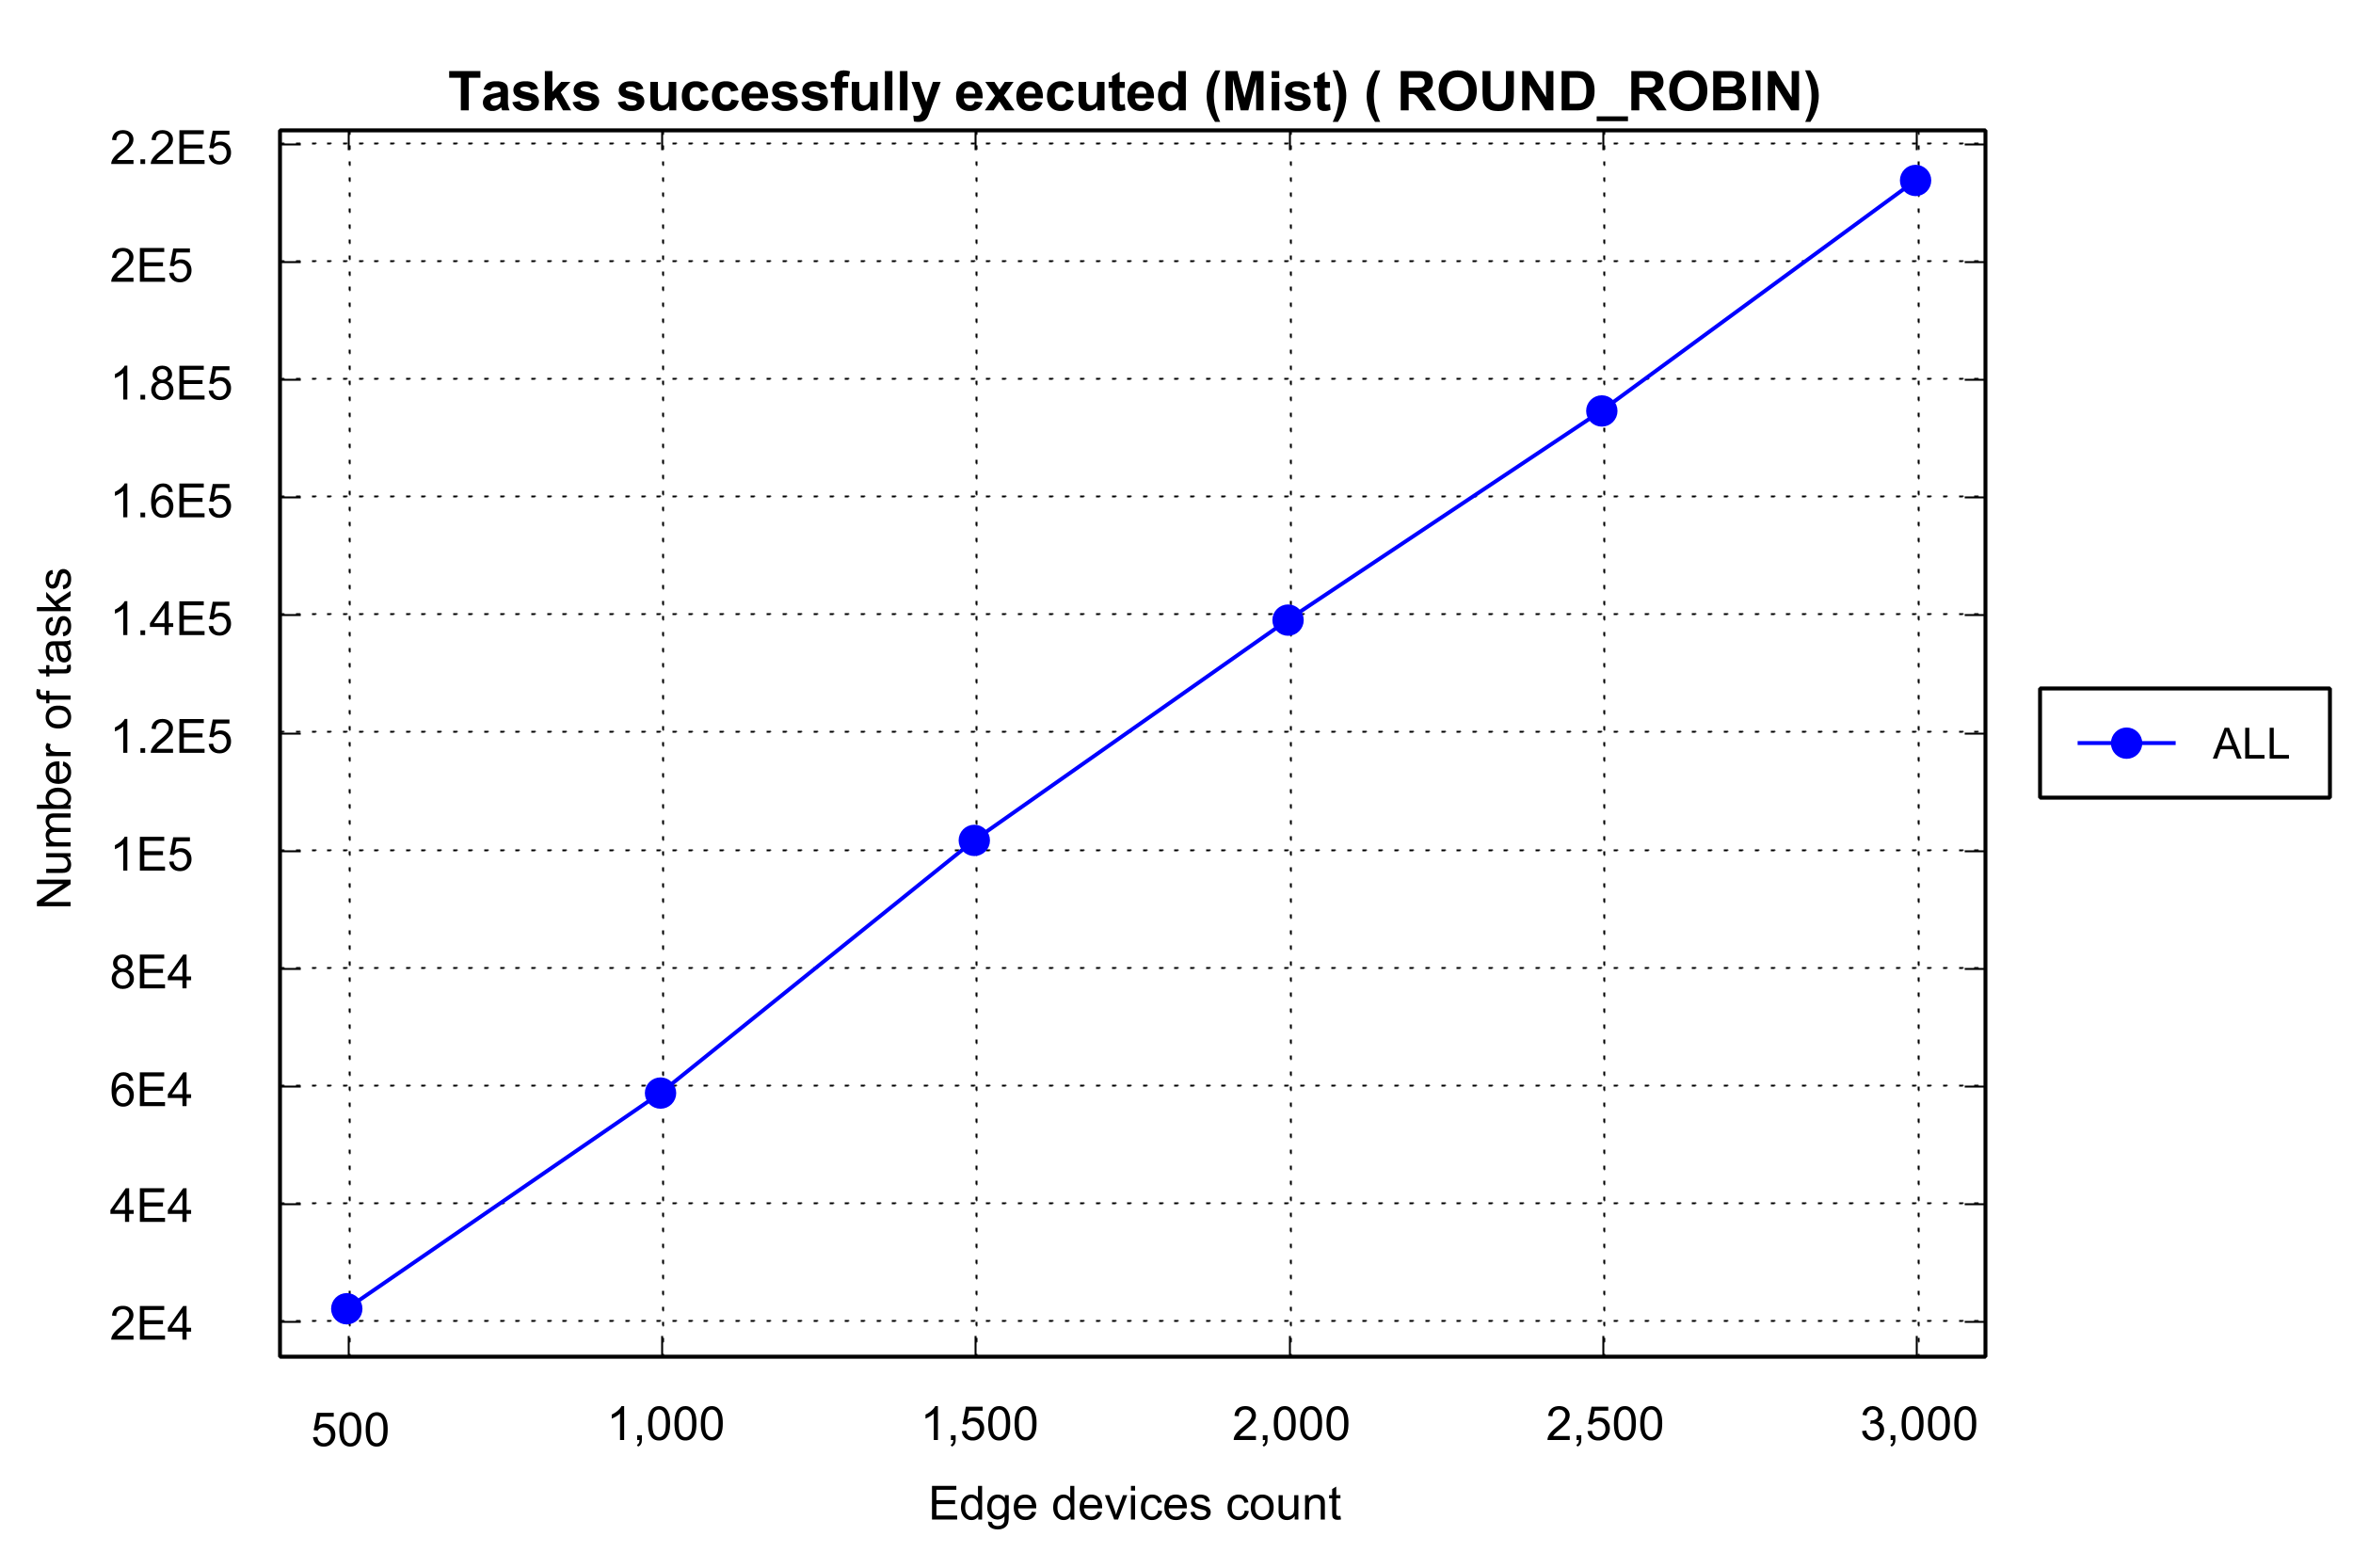 Tasks successfully executed (Mist) ( ROUND_ROBIN)
2.2E5
2E5
1.8E5
1.6E5
1.4E5
1.2E5
1E5
8E4
6E4
4E4
2E4
Number of tasks
ALL
500 1,000 1,500 2,000 2,500 3,000
Edge devices count